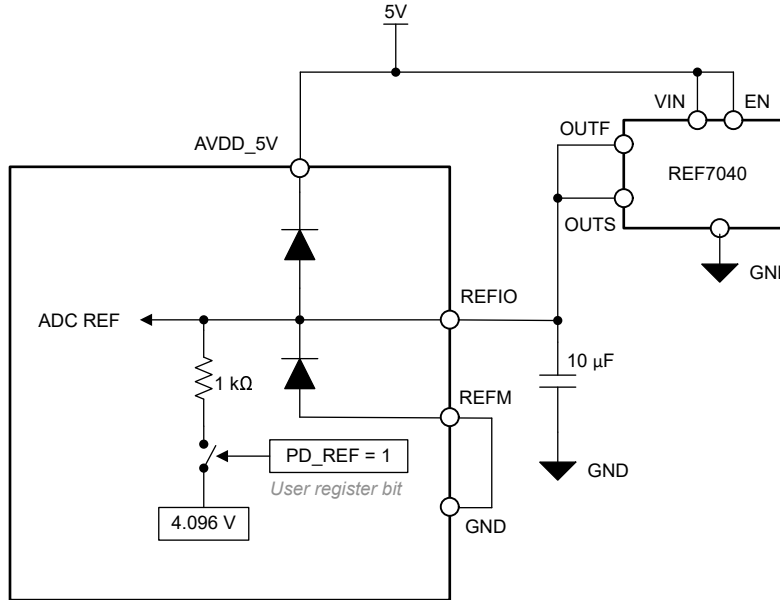 5V
VIN
EN
OUTF
AVDD_5V
REF7040
OUTS
GND
REFIO
ADC REF
10 µF
1 kΩ
REFM
PD_REF = 1
GND
User register bit
4.096 V
GND